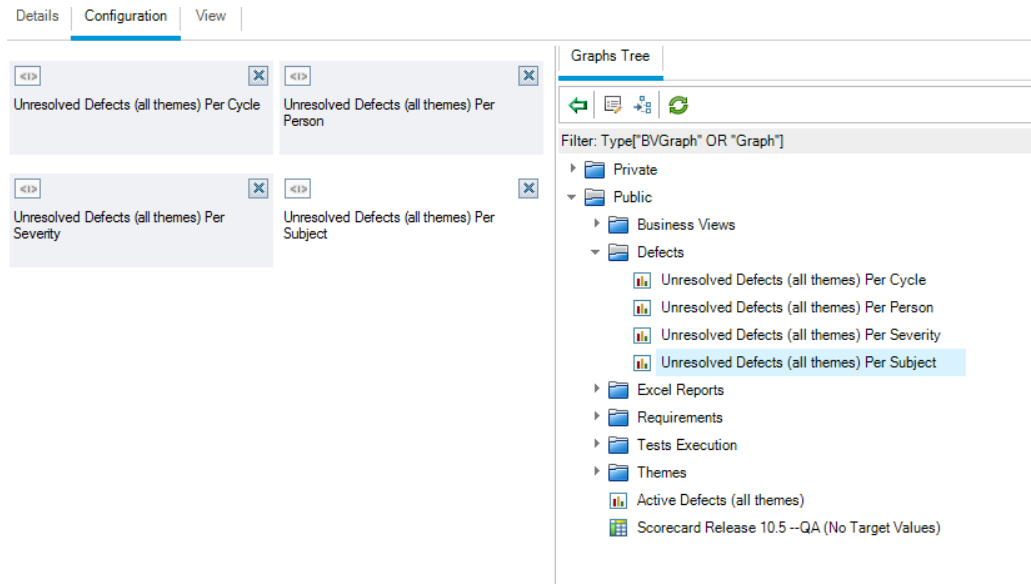 Details Configuration View
Unresolved Defects (all themes) Per Cycle
Unresolved Defects (all themes) Per
Person
Unresolved Defects (all themes) Per
Severity
Unresolved Defects (all themes) Per
Subject
Graphs Tree
Filter: Type["BVGraph" OR "Graph"]
Private
Public
Business Views
Defects
Unresolved Defects (all themes) Per Cycle
Unresolved Defects (all themes) Per Person
Unresolved Defects (all themes) Per Severity
Unresolved Defects (all themes) Per Subject
Excel Reports
Requirements
Tests Execution
Themes
Active Defects (all themes)
Scorecard Release 10.5 --QA (No Target Values)